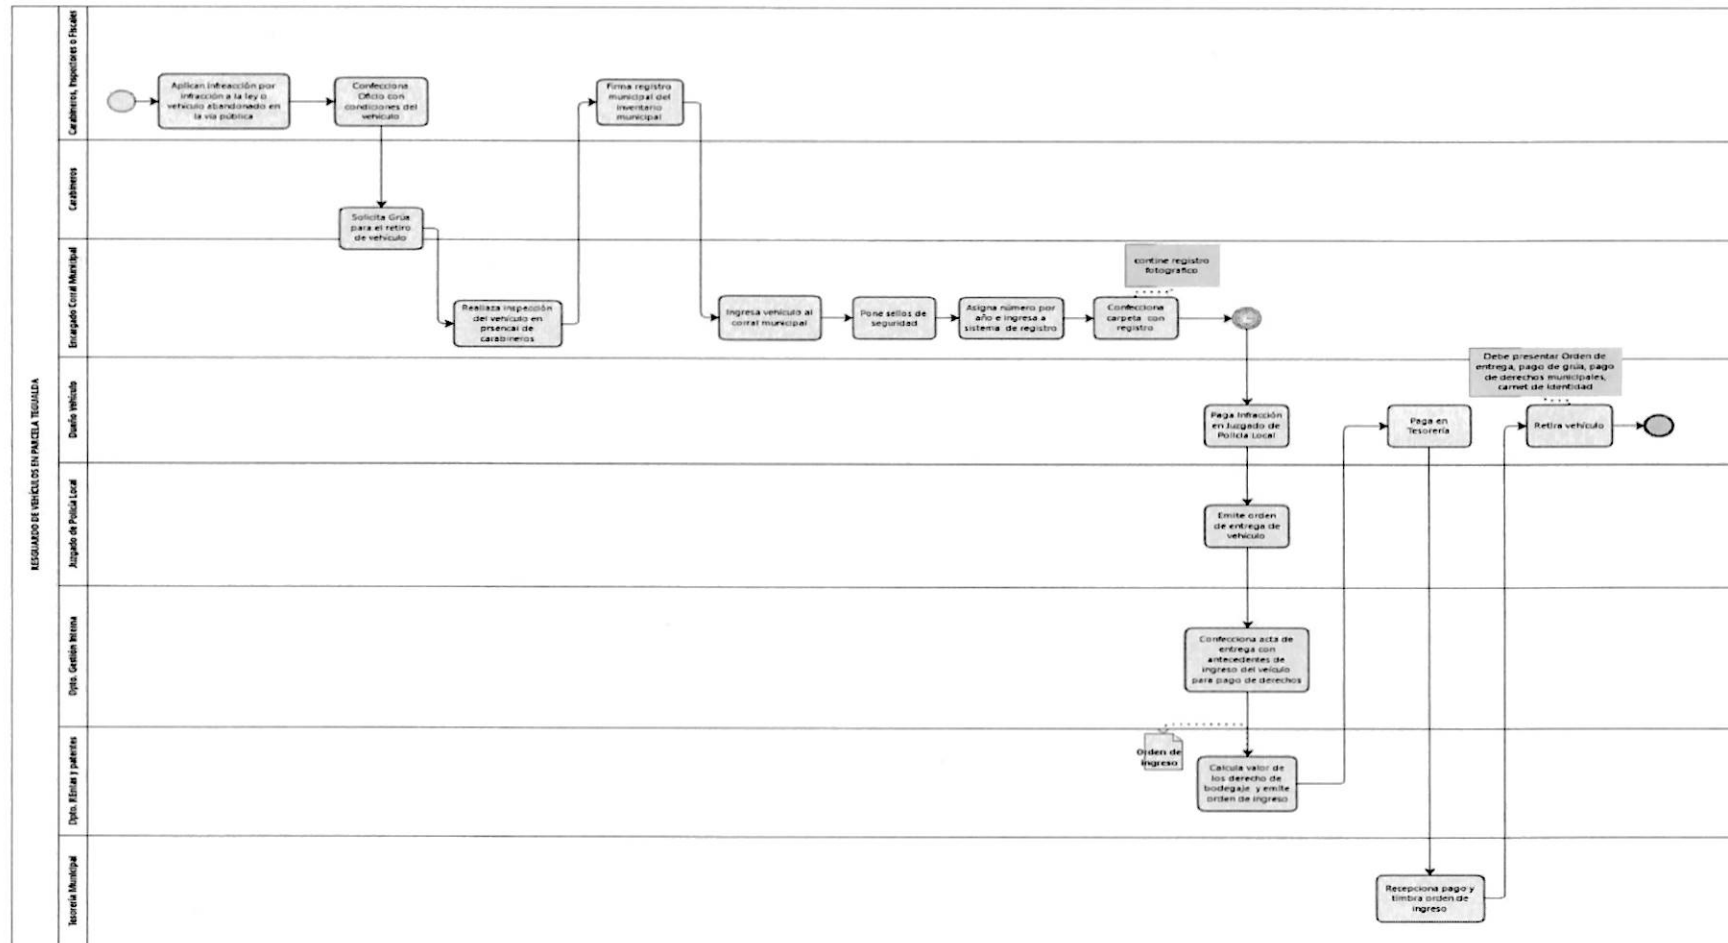 RESGUARDO DE VEHÍCULOS EN PARCELA TEGUALDA
Carabineros, Inspectores o Fiscales
Aplican infreacción por
infracción a la ley o
vehículo abandonado en
la vía pública
Confecciona
Oficio con
condiciones del
vehículo
Firma registro
municipal del
inventario
municipal
Carabineros
Solicita Grúa
para el retiro
de vehículo
Encargado Corral Municipal
Realiaza inspección
del vehículo en
prsencai de
carabineros
Ingresa vehículo al
corral municipal
Pone sellos de
seguridad
Asigna número por
año e ingresa a
sistema de registro
Confecciona
carpeta con
registro
contine registro
fotografico
Dueño Vehículo
Paga Infracción
en Juzgado de
Policía Local
Paga en
Tesorería
Debe presentar Orden de
entrega, pago de grúa, pago
de derechos municipales,
carnet de identidad
Retira vehículo
Juzgado de Policía Local
Emite orden
de entrega de
vehículo
Dpto. Gestión Interna
Confecciona acta de
entrega con
antecedentes de
ingreso del veículo
para pago de derechos
Dpto. REntas y patentes
Orden de
ingreso
Calcula valor de
los derecho de
bodegaje y emite
orden de ingreso
Tesorería Municipal
Recepciona pago y
timbra orden de
ingreso